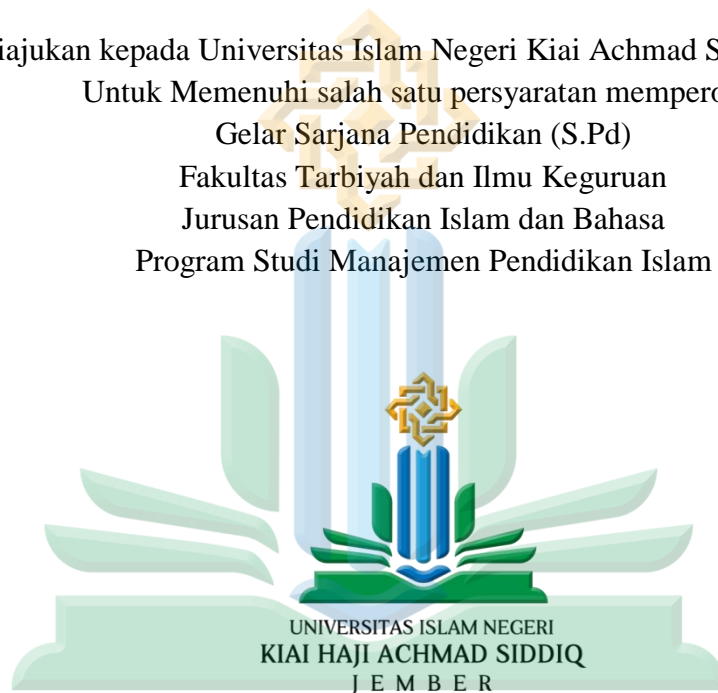 iajukan kepada Universitas Islam Negeri Kiai Achmad S
Untuk Memenuhi salah satu persyaratan mempero
Gelar Sarjana Pendidikan (S.Pd)
Fakultas Tarbiyah dan Ilmu Keguruan
Jurusan Pendidikan Islam dan Bahasa
Program Studi Manajemen Pendidikan Islam
UNIVERSITAS ISLAM NEGERI
KIAI HAJI ACHMAD SIDDIQ
JEMBER